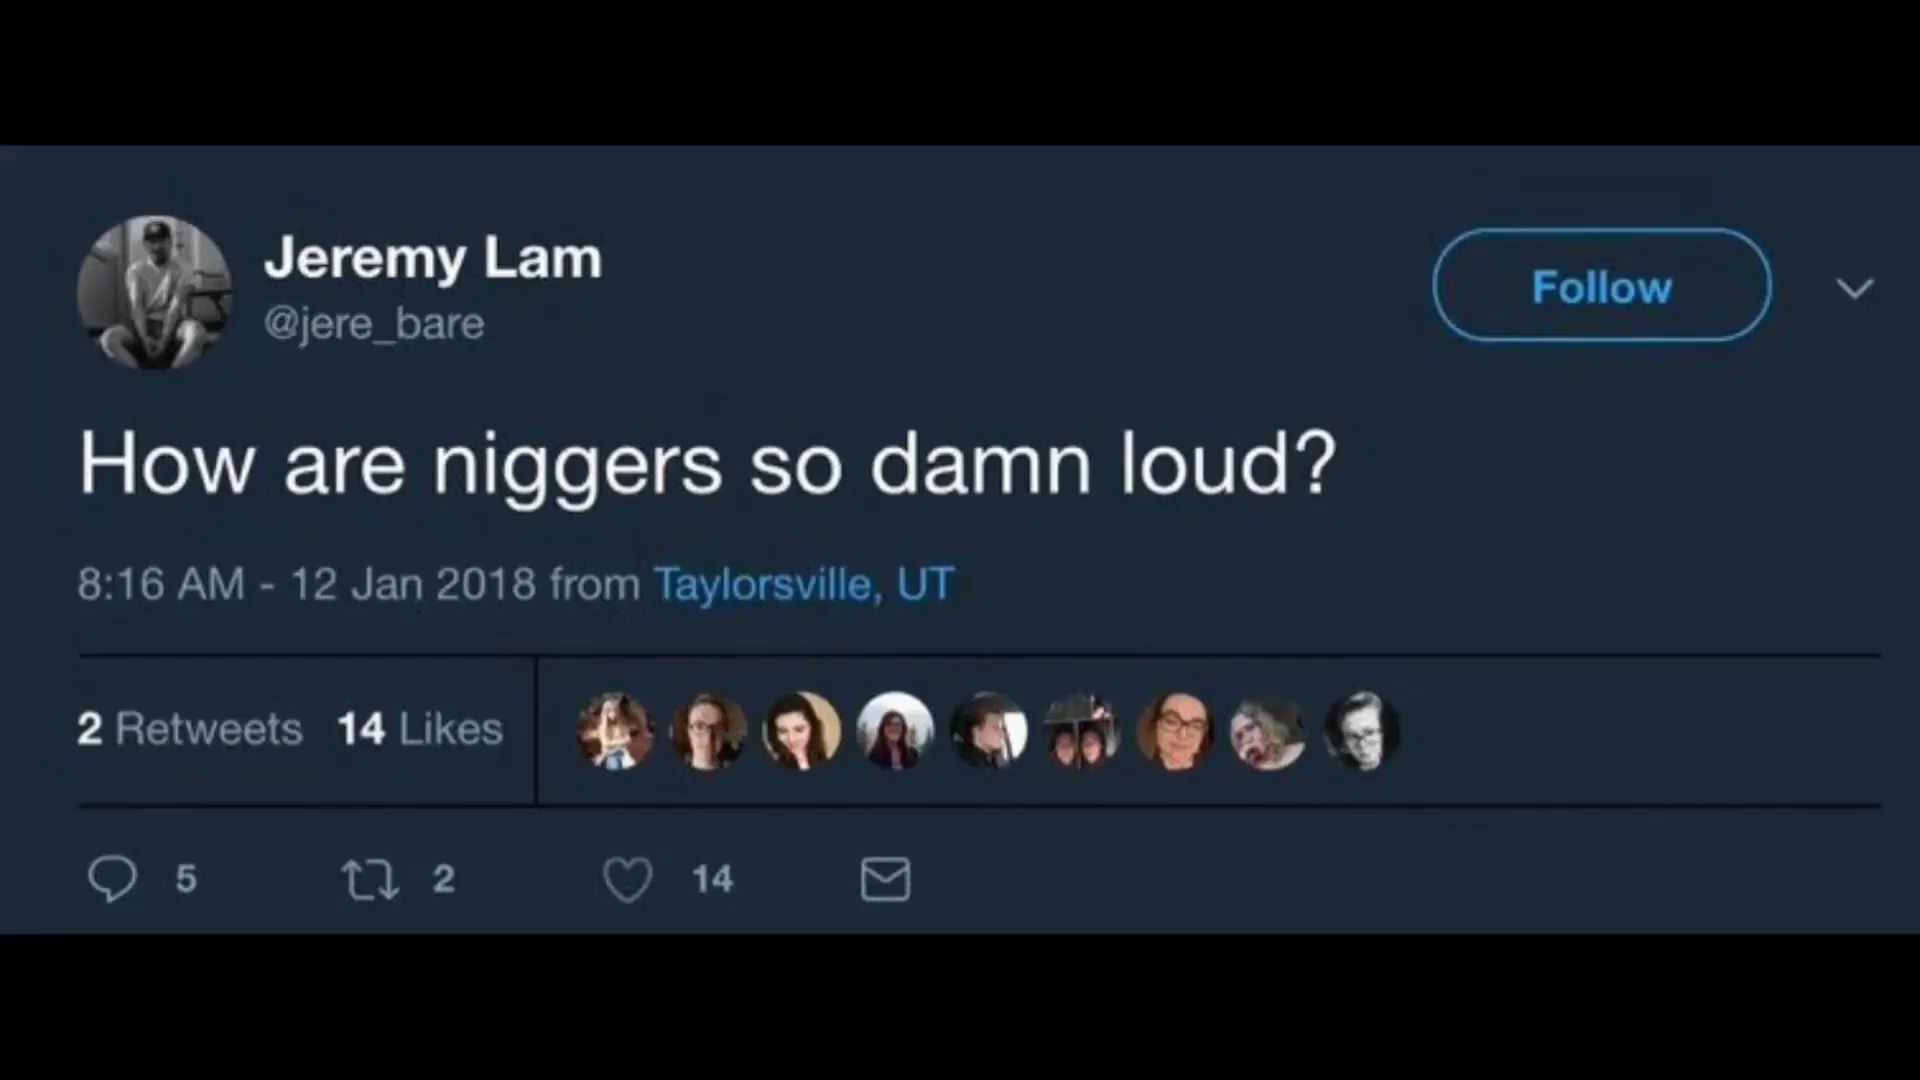 Jeremy Lam
@jere_bare
Follow
How are niggers so damn loud?
8:16 AM - 12 Jan 2018 from Taylorsville, UT
2 Retweets 14 Likes
5 2 14